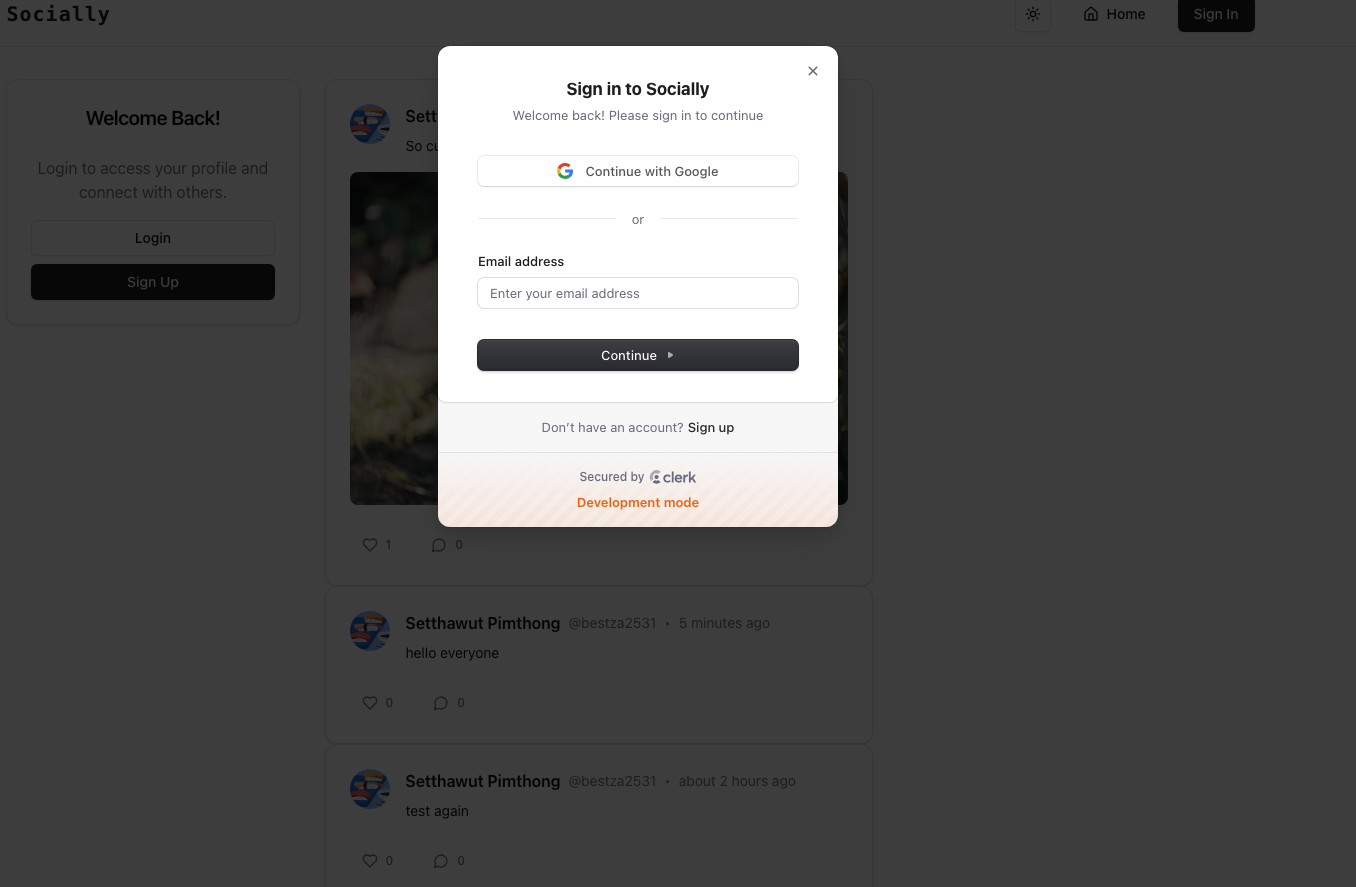 Socially
Home
Sign In
Welcome Back!
Login to access your profile and
connect with others.
Login
Sign Up
Sign in to Socially
Welcome back! Please sign in to continue
Continue with Google
or
Email address
Enter your email address
Continue
Don't have an account? Sign up
Secured by clerk
Development mode
So
1 0
Setthawut Pimthong @bestza2531 · 5 minutes ago
hello everyone
0 0
Setthawut Pimthong @bestza2531 · about 2 hours ago
test again
0 0